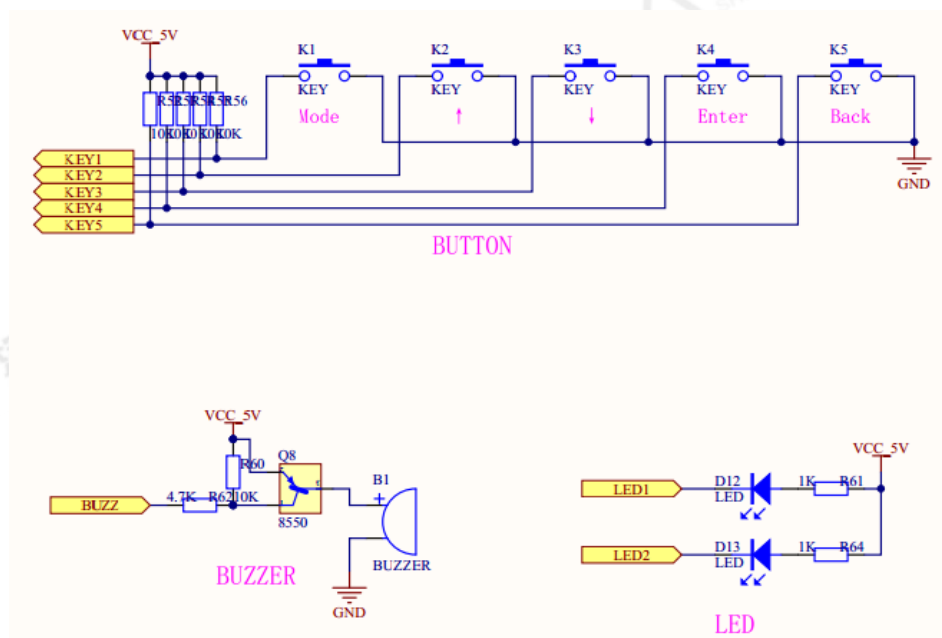 VCC_5V
K1
K2
K3
K4
K5
KEY
KEY
KEY
KEY
KEY
Mode
↑
↓
Enter
Back
R56
10K
KEY1
KEY2
KEY3
KEY4
KEY5
GND
BUTTON
VCC_5V
R60
Q8
B1
BUZZ
4.7K
R62
10K
8550
BUZZER
BUZZER
GND
VCC_5V
LED1
D12
LED
1K
R61
LED2
D13
LED
1K
R64
LED